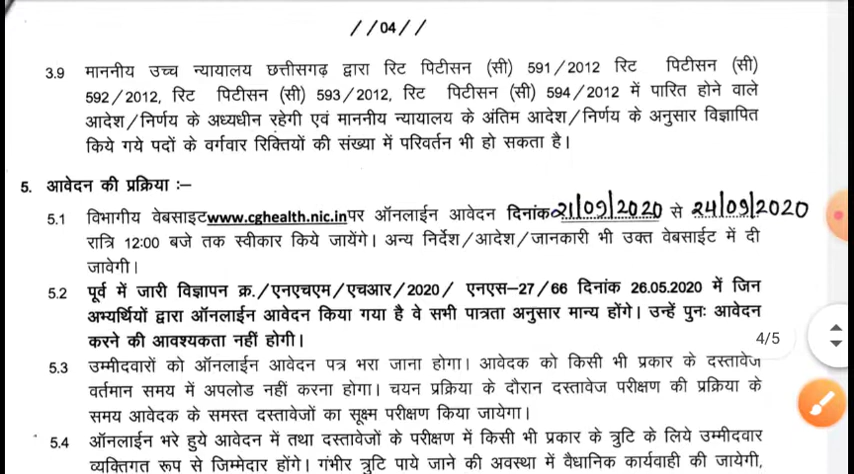 //04//
3.9 माननीय उच्च न्यायालय छत्तीसगढ़ द्वारा रिट पिटीसन (सी) 591/2012 रिट पिटीसन (सी)
592/2012, रिट पिटीसन (सी) 593/2012, रिट पिटीसन (सी) 594/2012 में पारित होने वाले
आदेश/निर्णय के अध्यधीन रहेगी एवं माननीय न्यायालय के अंतिम आदेश/निर्णय के अनुसार विज्ञापित
किये गये पदों के वर्गवार रिक्तियों की संख्या में परिवर्तन भी हो सकता है।
5. आवेदन की प्रक्रिया :–
5.1 विभागीय वेबसाइटwww.cghealth.nic.inपर ऑनलाईन आवेदन दिनांक 21/09/2020 से 24/09/2020
रात्रि 12:00 बजे तक स्वीकार किये जायेंगे। अन्य निर्देश/आदेश/जानकारी भी उक्त वेबसाईट में दी
जावेगी।
5.2 पूर्व में जारी विज्ञापन क्र./एनएचएम/एचआर/2020/ एनएस–27/66 दिनांक 26.05.2020 में जिन
अभ्यर्थियों द्वारा ऑनलाईन आवेदन किया गया है वे सभी पात्रता अनुसार मान्य होंगे। उन्हें पुनः आवेदन
करने की आवश्यकता नहीं होगी।
4/5
5.3 उम्मीदवारों को ऑनलाईन आवेदन पत्र भरा जाना होगा। आवेदक को किसी भी प्रकार के दस्तावेज
वर्तमान समय में अपलोड नहीं करना होगा। चयन प्रक्रिया के दौरान दस्तावेज परीक्षण की प्रक्रिया के
समय आवेदक के समस्त दस्तावेजों का सूक्ष्म परीक्षण किया जायेगा।
5.4 ऑनलाईन भरे हुये आवेदन में तथा दस्तावेजों के परीक्षण में किसी भी प्रकार के त्रुटि के लिये उम्मीदवार
व्यक्तिगत रूप से जिम्मेदार होंगे। गंभीर त्रुटि पाये जाने की अवस्था में वैधानिक कार्यवाही की जायेगी,